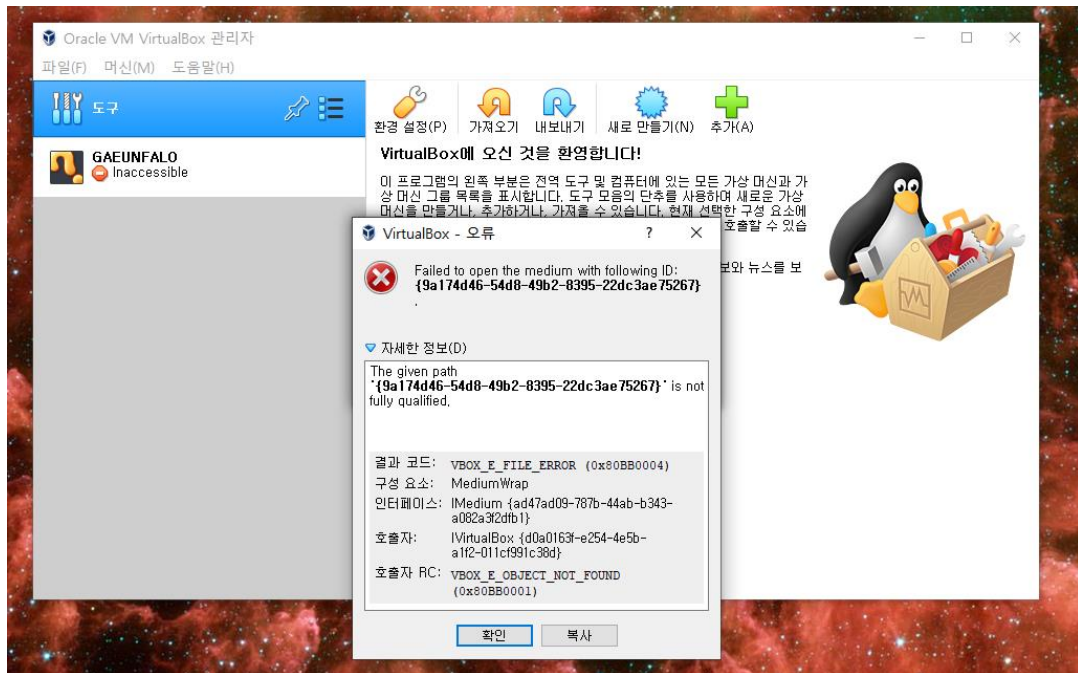 Oracle VM VirtualBox 관리자
파일(F) 머신(M) 도움말(H)
도구
환경 설정(P) 가져오기 내보내기 새로 만들기(N) 추가(A)
GAEUNFALO
Inaccessible
VirtualBox에 오신 것을 환영합니다!
이 프로그램의 왼쪽 부분은 전역 도구 및 컴퓨터에 있는 모든 가상 머신과 가
상 머신 그룹 목록을 표시합니다. 도구 모음의 단추를 사용하여 새로운 가상
머신을 만들거나, 추가하거나, 가져올 수 있습니다. 현재 선택한 구성 요소에
호출할 수 있습
보와 뉴스를 보
VirtualBox - 오류
Failed to open the medium with following ID:
{9a174d46-54d8-49b2-8395-22dc3ae75267}
.
자세한 정보(D)
The given path
'{9a174d46-54d8-49b2-8395-22dc3ae75267}' is not
fully qualified.
결과 코드: VBOX_E_FILE_ERROR (0x80BB0004)
구성 요소: MediumWrap
인터페이스: IMedium {ad47ad09-787b-44ab-b343-
a082a3f2dfb1}
호출자: IVirtualBox {d0a0163f-e254-4e5b-
a1f2-011cf991c38d}
호출자 RC: VBOX_E_OBJECT_NOT_FOUND
(0x80BB0001)
확인 복사